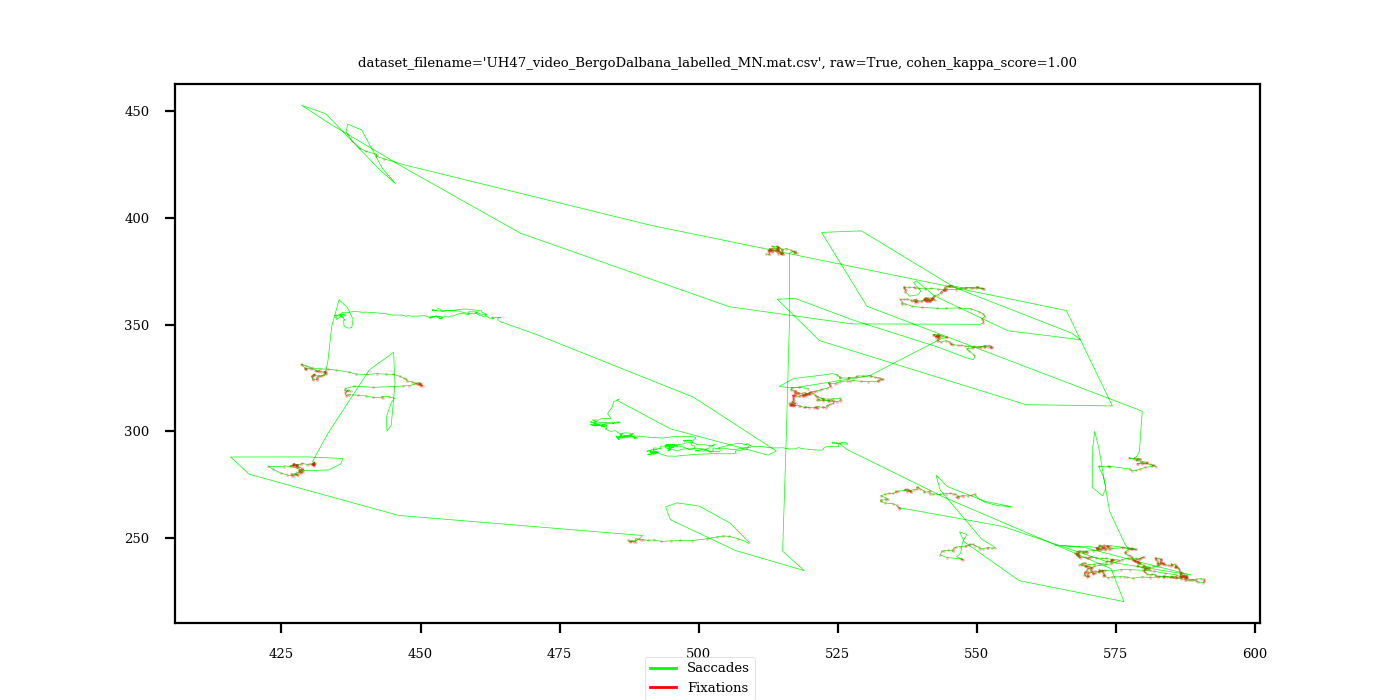 dataset_filename='UH47_video_BergoDalbana_labelled_MN.mat.csv', raw=True, cohen_kappa_score=1.00
450
400
350
300
250
425 450 475 500 525 550 575 600
Saccades
Fixations